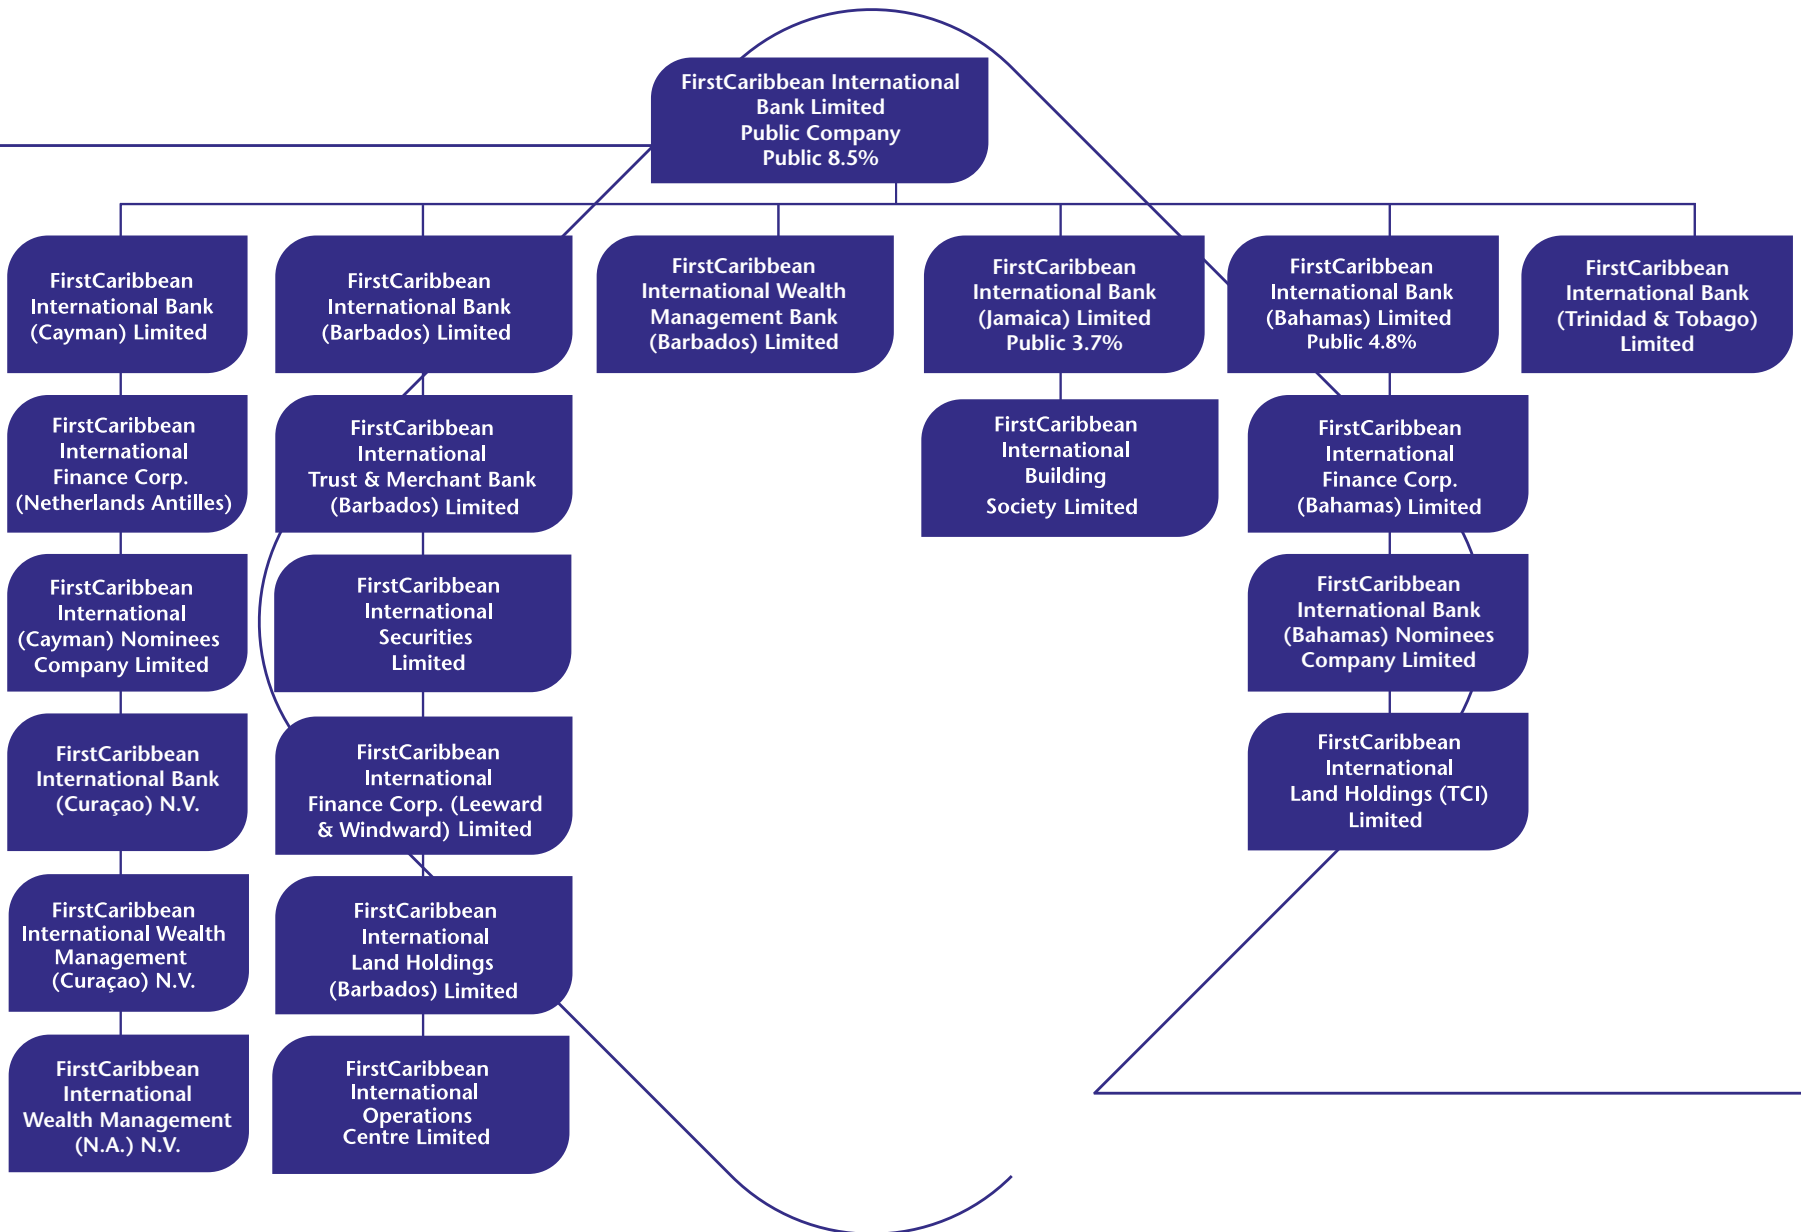 FirstCaribbean International
Bank Limited
Public Company
Public 8.5%
FirstCaribbean
International Bank
(Cayman) Limited
FirstCaribbean
International Bank
(Barbados) Limited
FirstCaribbean
International Wealth
Management Bank
(Barbados) Limited
FirstCaribbean
International Bank
(Jamaica) Limited
Public 3.7%
FirstCaribbean
International Bank
(Bahamas) Limited
Public 4.8%
FirstCaribbean
International Bank
(Trinidad & Tobago)
Limited
FirstCaribbean
International
Finance Corp.
(Netherlands Antilles)
FirstCaribbean
International
Trust & Merchant Bank
(Barbados) Limited
FirstCaribbean
International
Building
Society Limited
FirstCaribbean
International
Finance Corp.
(Bahamas) Limited
FirstCaribbean
International
(Cayman) Nominees
Company Limited
FirstCaribbean
International
Securities
Limited
FirstCaribbean
International Bank
(Bahamas) Nominees
Company Limited
FirstCaribbean
International Bank
(Curaçao) N.V.
FirstCaribbean
International
Finance Corp. (Leeward
& Windward) Limited
FirstCaribbean
International
Land Holdings (TCI)
Limited
FirstCaribbean
International Wealth
Management
(Curaçao) N.V.
FirstCaribbean
International
Land Holdings
(Barbados) Limited
FirstCaribbean
International
Wealth Management
(N.A.) N.V.
FirstCaribbean
International
Operations
Centre Limited